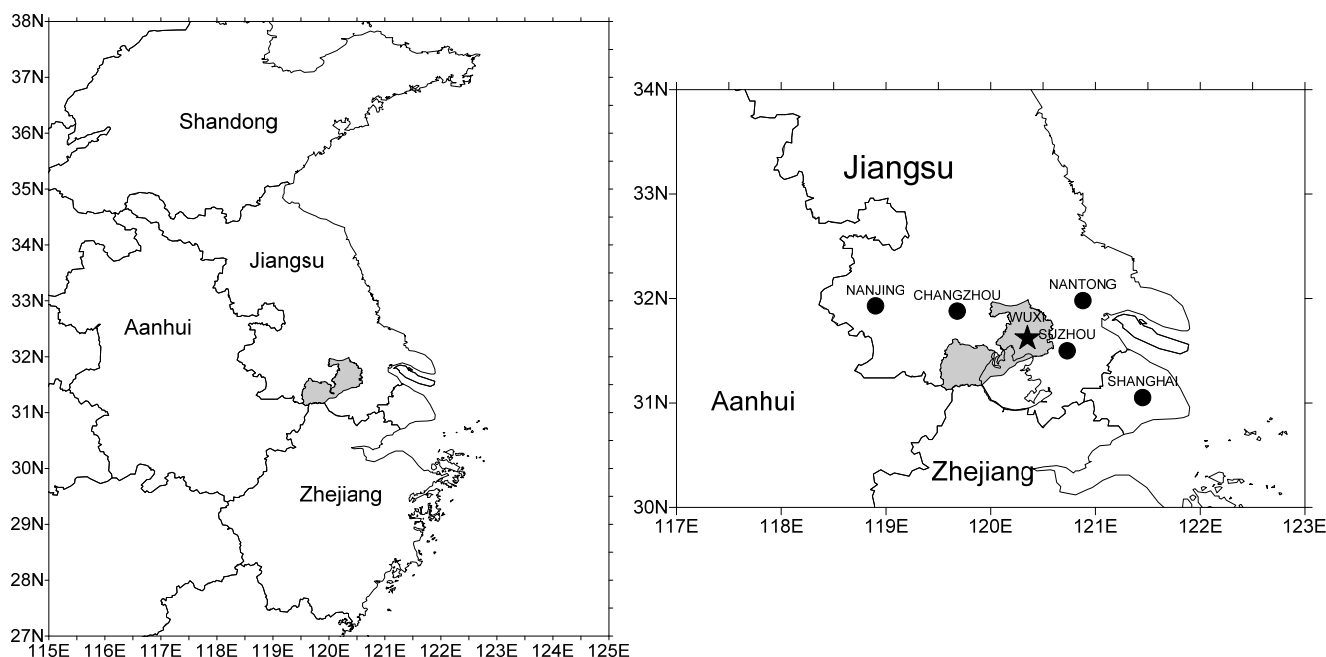 38N
37N
36N
35N
34N
33N
32N
31N
30N
29N
28N
27N
115E 116E 117E 118E 119E 120E 121E 122E 123E 124E 125E
Shandong
Jiangsu
Aanhui
Zhejiang
34N
33N
32N
31N
30N
117E 118E 119E 120E 121E 122E 123E
Jiangsu
NANJING
CHANGZHOU
NANTONG
WUXI
SUZHOU
SHANGHAI
Aanhui
Zhejiang